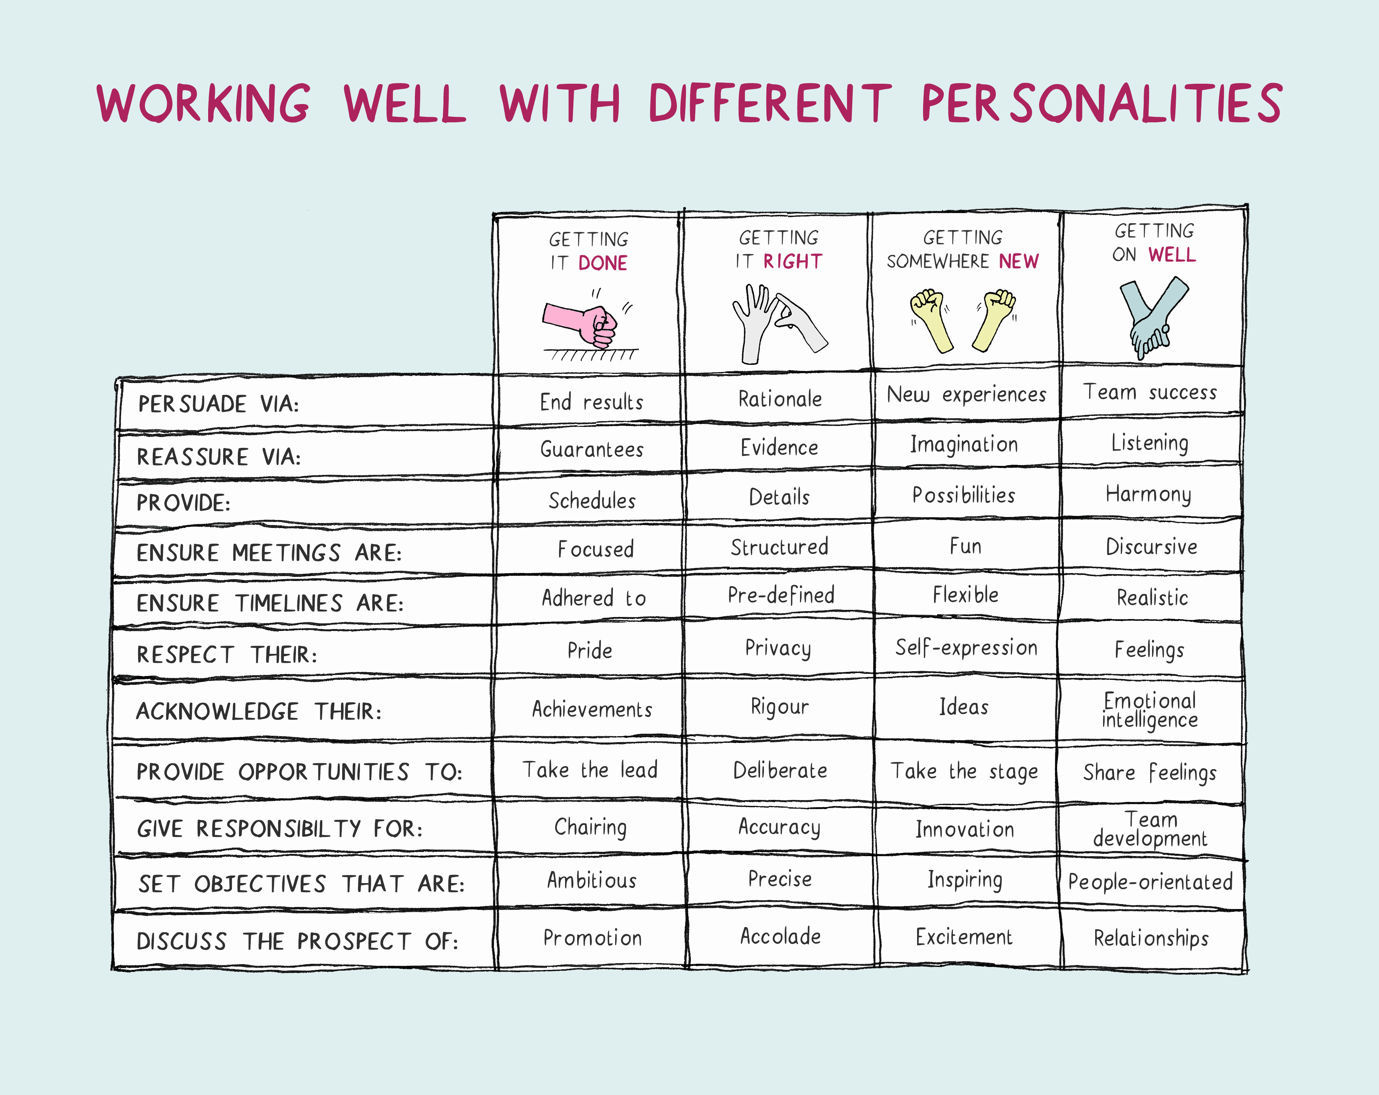 WORKING WELL WITH DIFFERENT PERSONALITIES
GETTING
IT DONE
GETTING
IT RIGHT
GETTING
SOMEWHERE NEW
GETTING
ON WELL
PERSUADE VIA: End results Rationale New experiences Team success
REASSURE VIA: Guarantees Evidence Imagination Listening
PROVIDE: Schedules Details Possibilities Harmony
ENSURE MEETINGS ARE: Focused Structured Fun Discursive
ENSURE TIMELINES ARE: Adhered to Pre-defined Flexible Realistic
RESPECT THEIR: Pride Privacy Self-expression Feelings
ACKNOWLEDGE THEIR: Achievements Rigour Ideas Emotional
intelligence
PROVIDE OPPORTUNITIES TO: Take the lead Deliberate Take the stage Share feelings
GIVE RESPONSIBILTY FOR: Chairing Accuracy Innovation Team
development
SET OBJECTIVES THAT ARE: Ambitious Precise Inspiring People-orientated
DISCUSS THE PROSPECT OF: Promotion Accolade Excitement Relationships